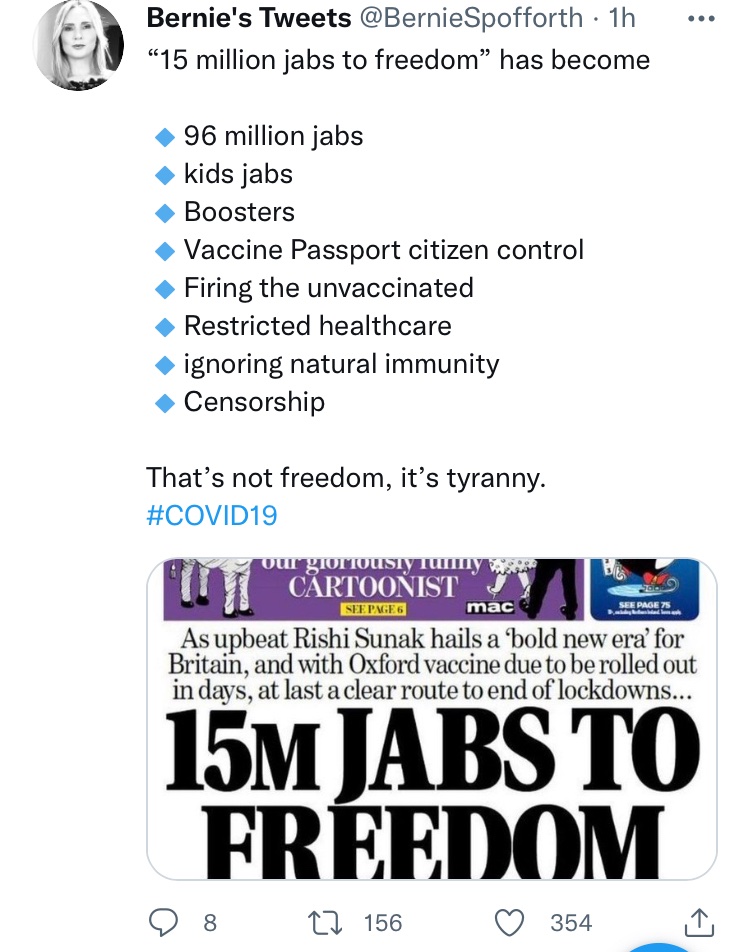 Bernie's Tweets @BernieSpofforth · 1h
“15 million jabs to freedom” has become
96 million jabs
kids jabs
Boosters
Vaccine Passport citizen control
Firing the unvaccinated
Restricted healthcare
ignoring natural immunity
Censorship
That’s not freedom, it’s tyranny.
#COVID19
our gloriously funny
CARTOONIST
SEE PAGE 6
mac
SEE PAGE 75
As upbeat Rishi Sunak hails a ‘bold new era’ for
Britain, and with Oxford vaccine due to be rolled out
in days, at last a clear route to end of lockdowns...
15M JABS TO
FREEDOM
8 156 354